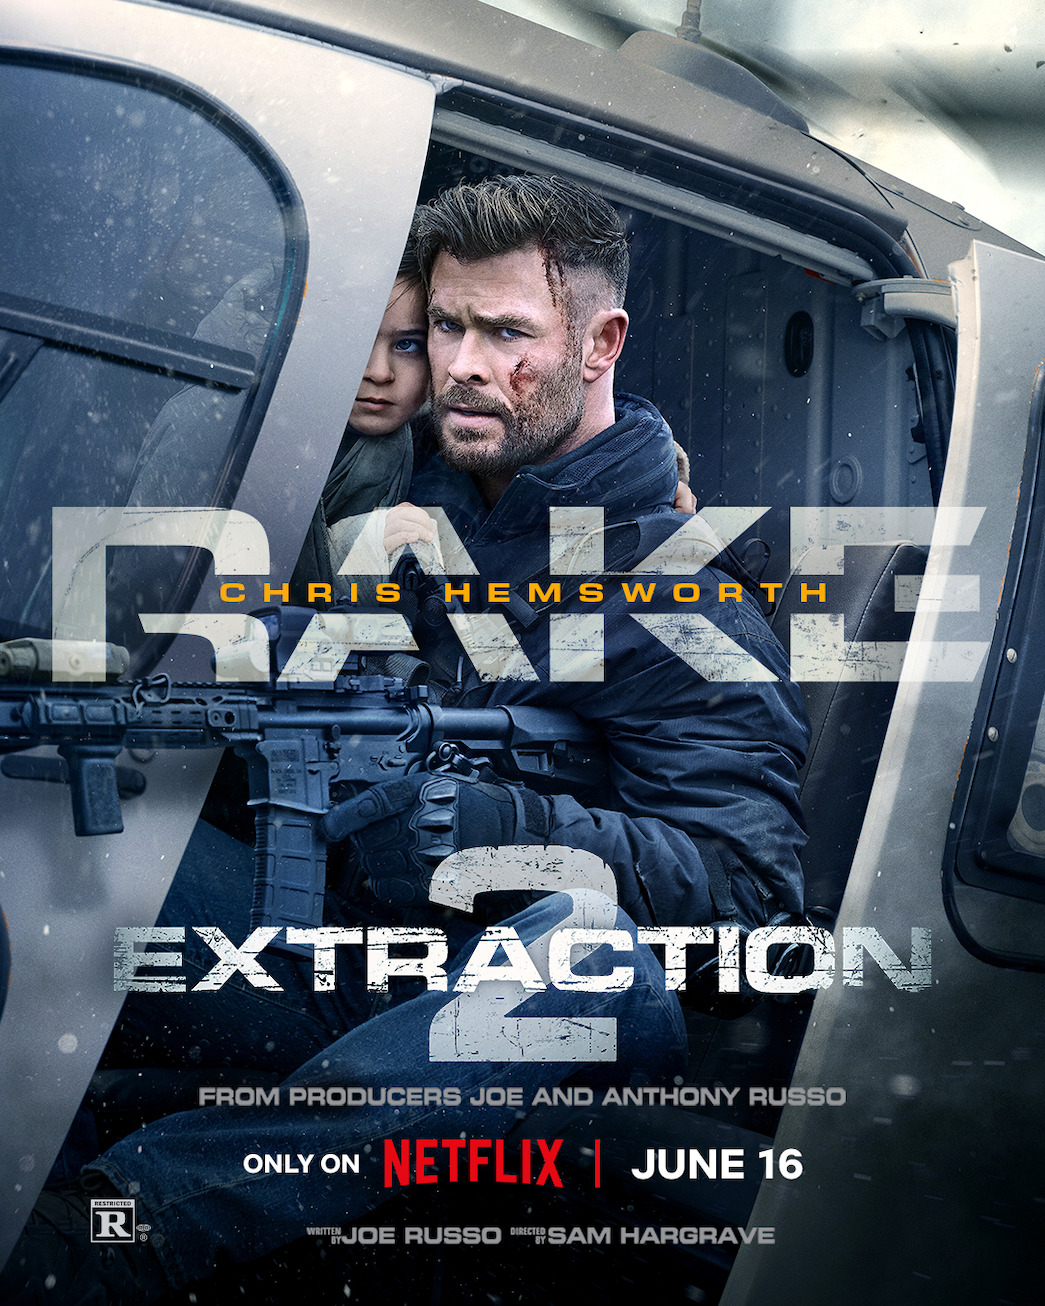 RAKE
CHRIS HEMSWORTH
2
EXTRACTION
FROM PRODUCERS JOE AND ANTHONY RUSSO
ONLY ON NETFLIX | JUNE 16
RESTRICTED
R ®
WRITTEN BY JOE RUSSO DIRECTED BY SAM HARGRAVE